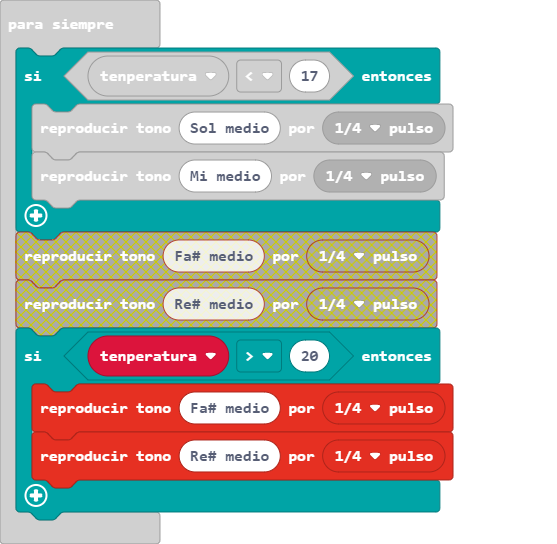 para siempre
si tenperatura < 17 entonces
reproducir tono Sol medio por 1/4 pulso
reproducir tono Mi medio por 1/4 pulso
reproducir tono Fa# medio por 1/4 pulso
reproducir tono Re# medio por 1/4 pulso
si tenperatura > 20 entonces
reproducir tono Fa# medio por 1/4 pulso
reproducir tono Re# medio por 1/4 pulso